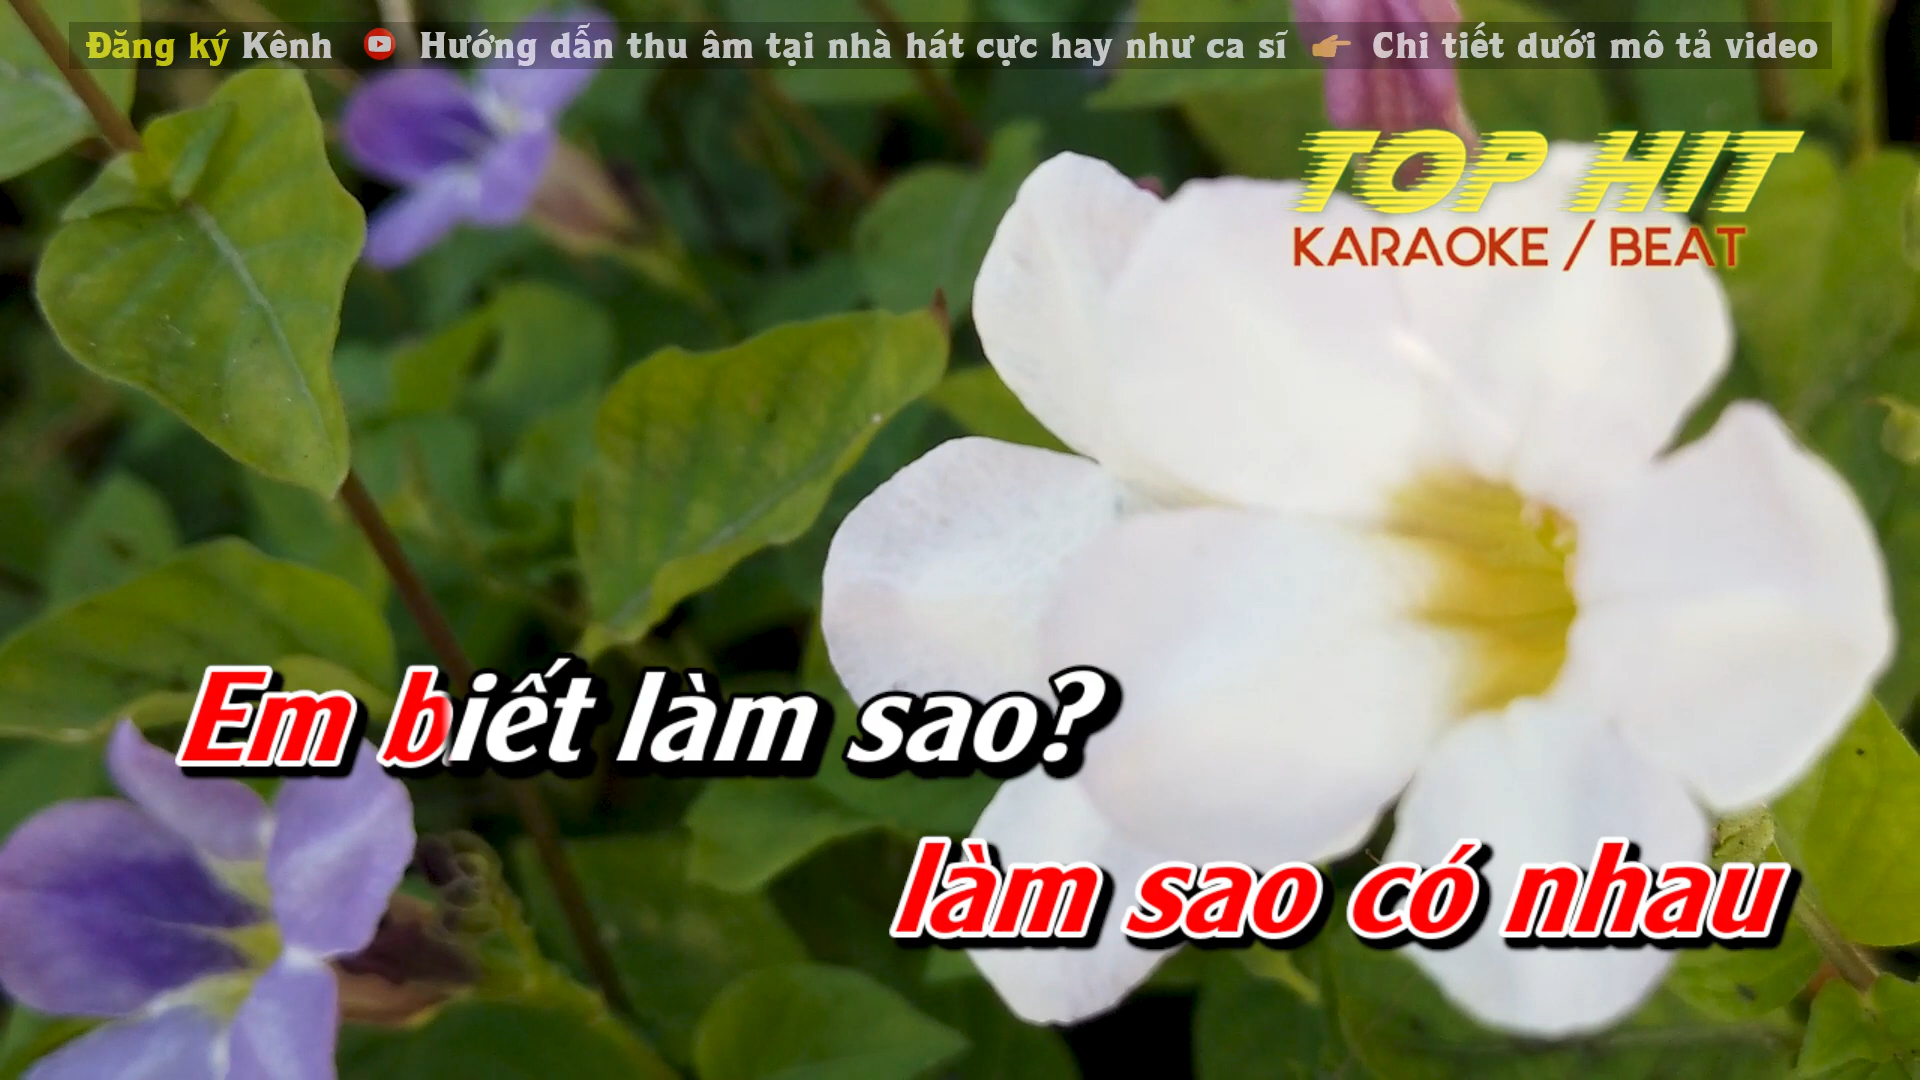 Đăng ký Kênh Hướng dẫn thu âm tại nhà hát cực hay như ca sĩ Chi tiết dưới mô tả video
TOP HIT
KARAOKE / BEAT
Em biết làm sao?
làm sao có nhau